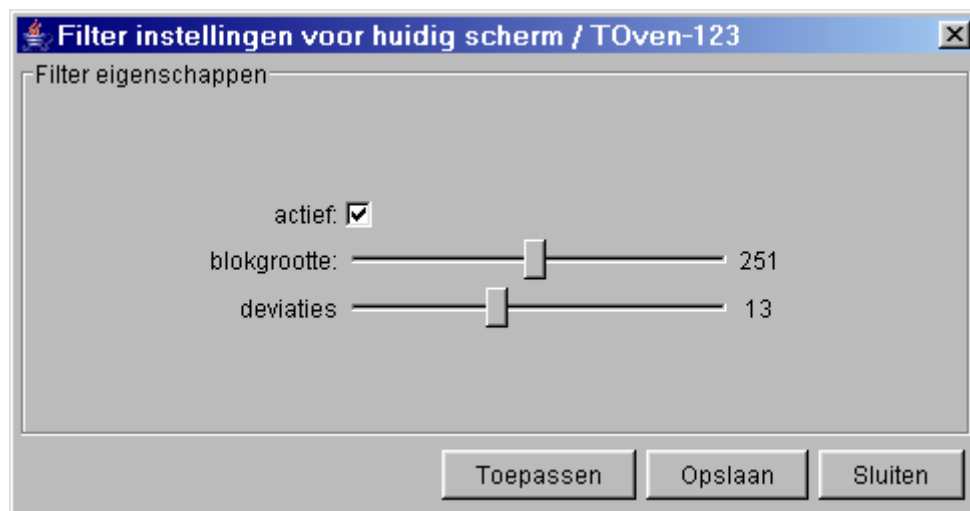 Filter instellingen voor huidig scherm / TOven-123
Filter eigenschappen
actief:
blokgrootte: 251
deviaties 13
Toepassen Opslaan Sluiten